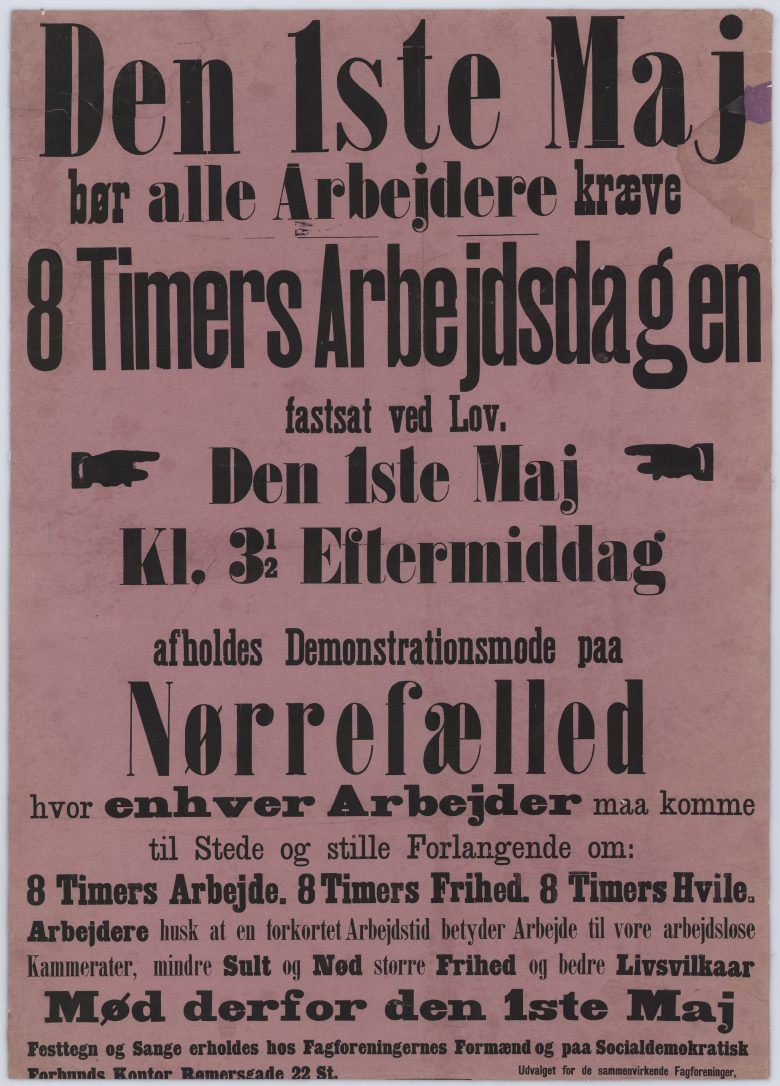 Den 1ste Maj
bør alle Arbejdere kræve
8 Timers Arbejdsdagen
fastsat ved Lov.
Den 1ste Maj
Kl. 3½ Eftermiddag
afholdes Demonstrationsmøde paa
Nørrefælled
hvor enhver Arbejder maa komme
til Stede og stille Forlangende om:
8 Timers Arbejde. 8 Timers Frihed. 8 Timers Hvile.
Arbejdere husk at en forkortet Arbejdstid betyder Arbejde til vore arbejdsløse
Kammerater, mindre Sult og Nød større Frihed og bedre Livsvilkaar
Mød derfor den 1ste Maj
Festtegn og Sange erholdes hos Fagforeningernes Formænd og paa Socialdemokratisk
Forbunds Kontor Rømersgade 22 St.
Udvalget for de sammenvirkende Fagforeninger,